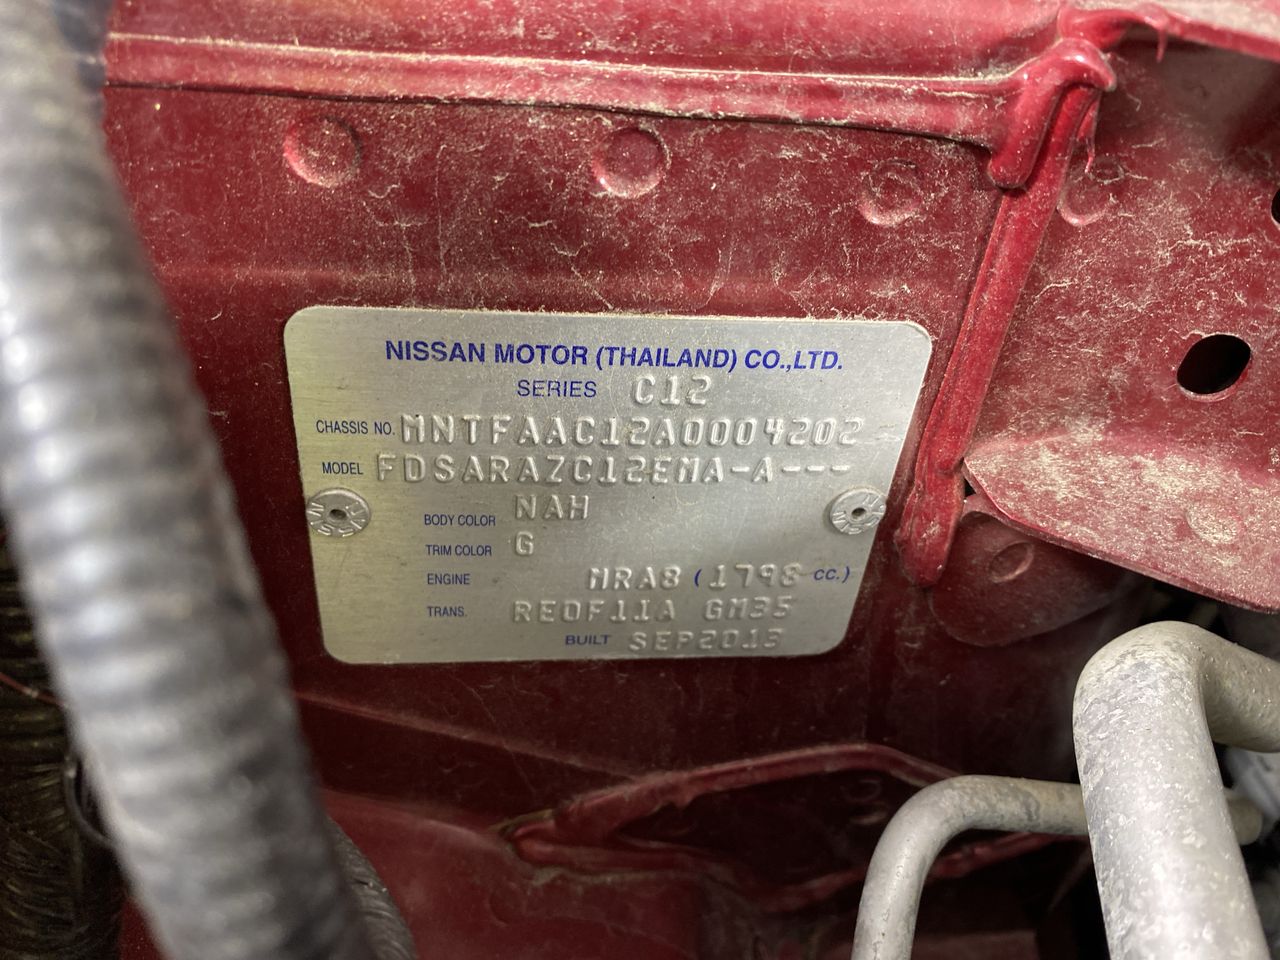 NISSAN MOTOR (THAILAND) CO.,LTD.
SERIES C12
CHASSIS NO. MNTFAAC12A0004202
MODEL FDSARAZC12EMA-A---
BODY COLOR NAH
TRIM COLOR G
ENGINE MRA8 (1798 CC.)
TRANS. RE0F11A GM35
BUILT SEP2013